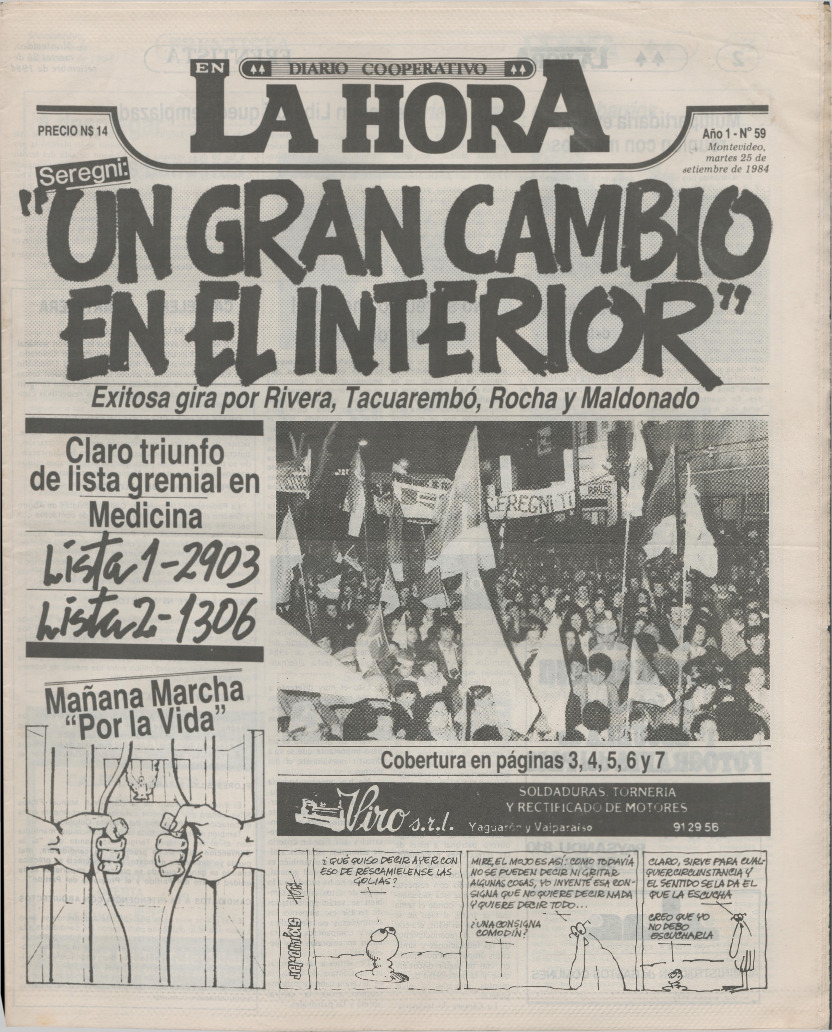 EN
DIARIO COOPERATIVO
LA HORA
PRECIO N$ 14
Año 1 - N° 59
Montevideo,
martes 25 de
setiembre de 1984
Seregni:
"UN GRAN CAMBIO
EN EL INTERIOR"
Exitosa gira por Rivera, Tacuarembó, Rocha y Maldonado
Claro triunfo
de lista gremial en
Medicina
Lista 1-2903
Lista 2-1306
Mañana Marcha
"Por la Vida"
SEREGNI
RURALES
Cobertura en páginas 3, 4, 5, 6 y 7
Viro s.r.l.
SOLDADURAS. TORNERIA
Y RECTIFICADO DE MOTORES
Yaguarón y Valparaíso
91 29 56
¿QUÉ QUISO DECIR AYER CON
ESO DE RESCAMIELENSE LAS
GOLIAS?
MIRE, EL MOJO ES ASÍ: COMO TODAVÍA
NO SE PUEDEN DECIR NI GRITAR
ALGUNAS COSAS, YO INVENTÉ ESA CON-
SIGNA QUE NO QUIERE DECIR NADA
Y QUIERE DECIR TODO...
¿UNA CONSIGNA
COMODÍN?
CLARO, SIRVE PARA CUAL-
QUIER CIRCUNSTANCIA Y
EL SENTIDO SE LA DA EL
QUE LA ESCUCHA
CREO QUE YO
NO DEBO
ESCUCHARLA